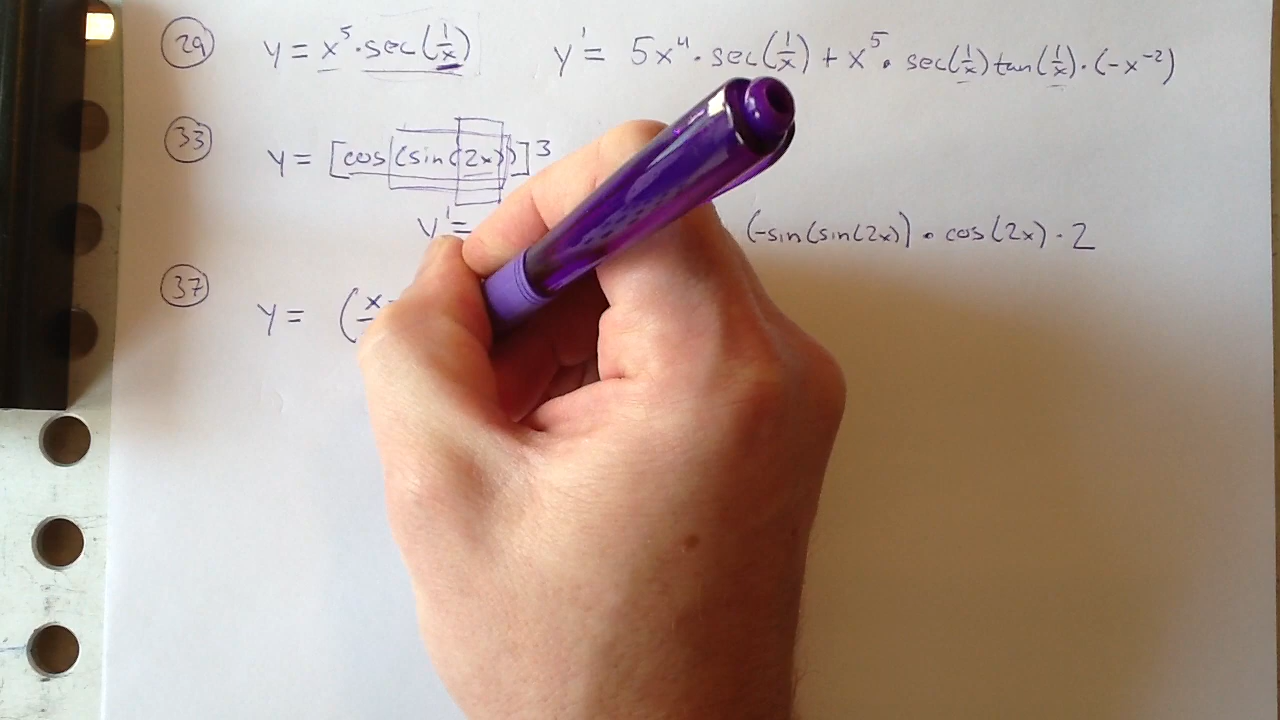 29 y = x⁵·sec(1/x) y' = 5x⁴·sec(1/x) + x⁵·sec(1/x)tan(1/x)·(-x⁻²)
33 y = [cos(sin(2x))]³
y' = (-sin(sin(2x))·cos(2x)·2
37 y = (x